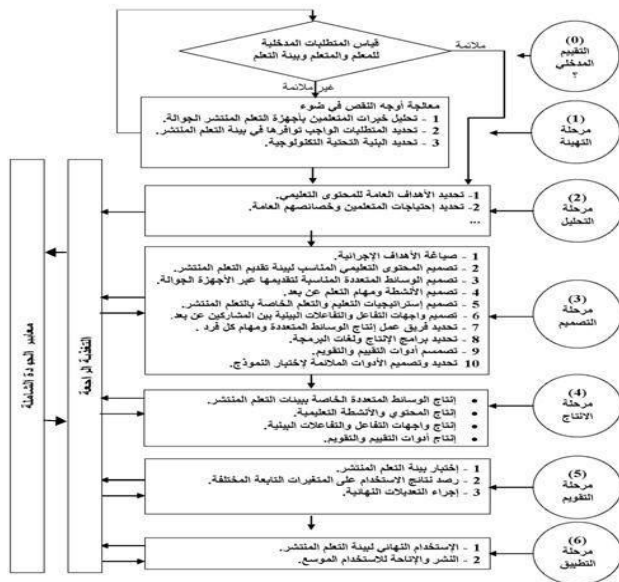 (0)
التقييم
المدخلي
؟
قياس المتطلبات المدخلية
للمعلم والمتعلم وبيئة التعلم
ملائمة
غير ملائمة
(1)
مرحلة
التهيئة
معالجة أوجه النقص في ضوء
1 - تحليل خبرات المتعلمين بأجهزة التعلم المنتشر الجوالة.
2 - تحديد المتطلبات الواجب توافرها في بيئة التعلم المنتشر.
3 - تحديد البنية التحتية التكنولوجية.
(2)
مرحلة
التحليل
1- تحديد الأهداف العامة للمحتوى التعليمي.
2- تحديد إحتياجات المتعلمين وخصائصهم العامة.
...
(3)
مرحلة
التصميم
1 - صياغة الأهداف الإجرائية.
2 - تصميم المحتوى التعليمي المناسب لبيئة تقديم التعلم المنتشر.
3 - تصميم الوسائط المتعددة المناسبة لتقديمها عبر الأجهزة الجوالة.
4 - تصميم الأنشطة ومهام التعلم عن بعد.
5 - تصميم إستراتيجيات التعليم والتعلم الخاصة بالتعلم المنتشر.
6 - تصميم واجهات التفاعل والتفاعلات البينية بين المشاركين عن بعد.
7 - تحديد فريق عمل إنتاج الوسائط المتعددة ومهام كل فرد .
8 - تحديد برامج الإنتاج ولغات البرمجة.
9 - تصمسم أدوات التقييم والتقويم.
10 تحديد وتصميم الأدوات الملائمة لإختبار النموذج.
(4)
مرحلة
الانتاج
• إنتاج الوسائط المتعددة الخاصة ببيئات التعلم المنتشر.
• إنتاج المحتوي والأنشطة التعليمية.
• إنتاج واجهات التفاعل والتفاعلات البينية.
• إنتاج أدوات التقييم والتقويم.
(5)
مرحلة
التقويم
1 - إختبار بيئة التعلم المنتشر.
2 - رصد نتائج الاستخدام على المتغيرات التابعة المختلفة.
3 - إجراء التعديلات النهائية.
(6)
مرحلة
التطبيق
1 - الإستخدام النهائي لبيئة التعلم المنتشر.
2 - النشر والإتاحة للاستخدام الموسع.
التغذية الراجعة
معايير الجودة الشاملة